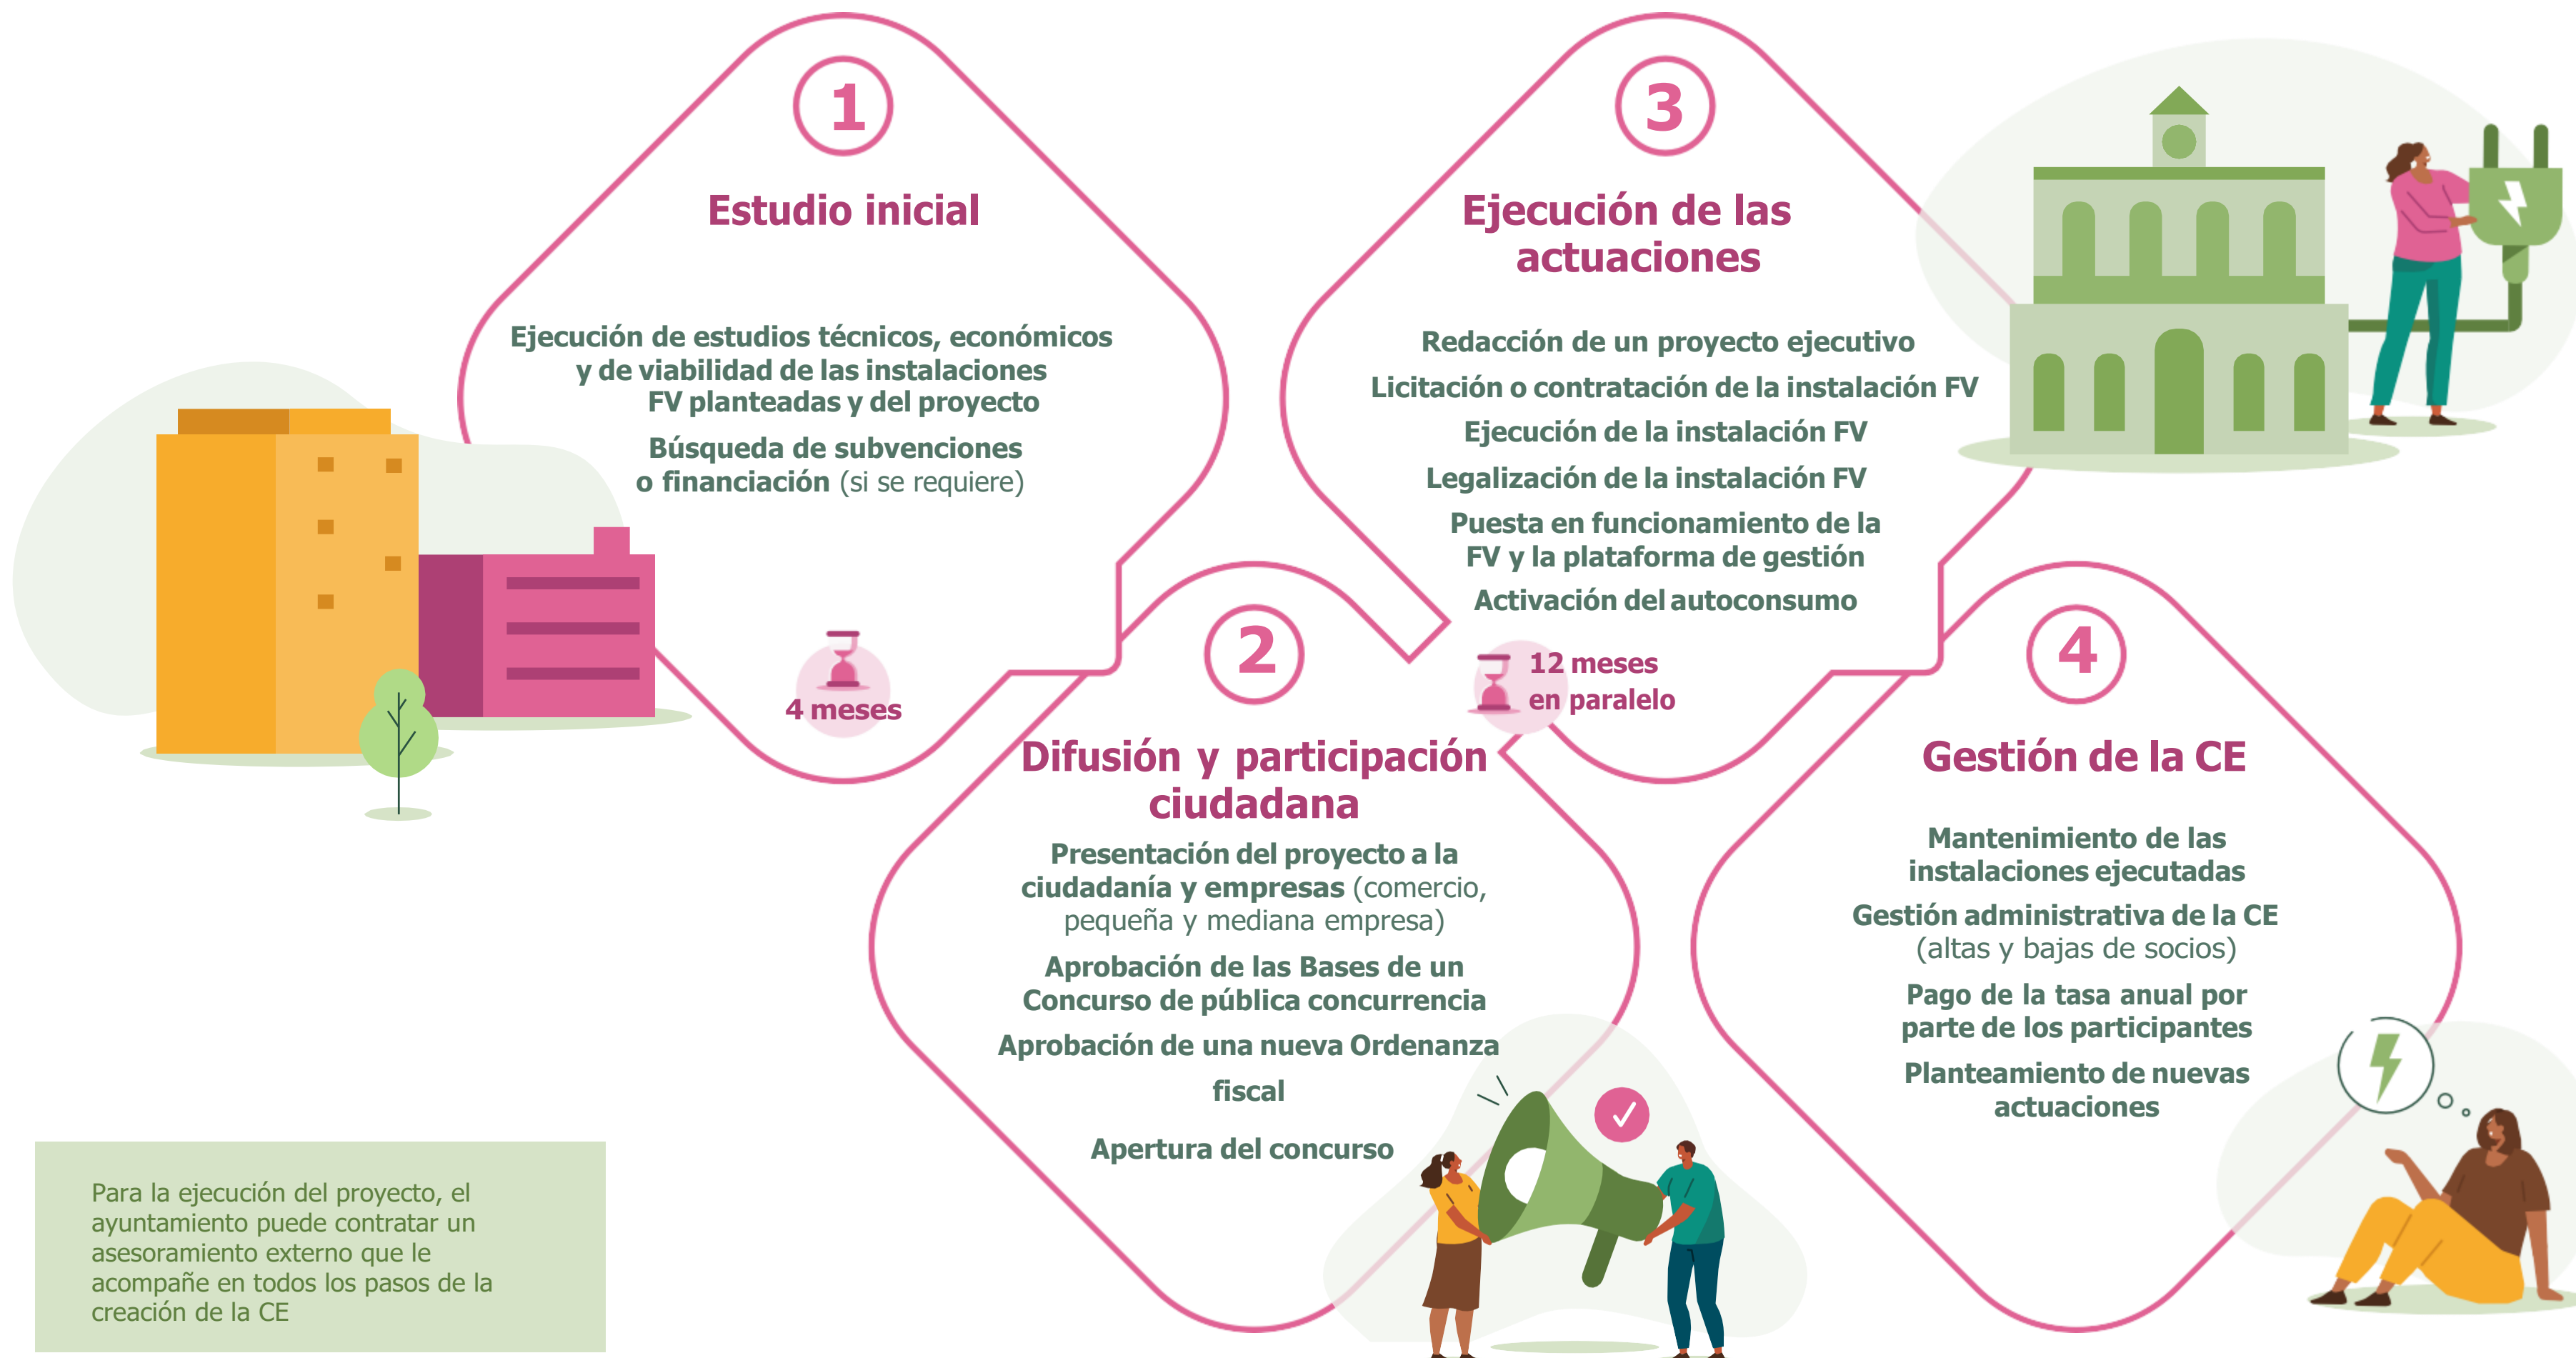 1
Estudio inicial
Ejecución de estudios técnicos, económicos
y de viabilidad de las instalaciones
FV planteadas y del proyecto
Búsqueda de subvenciones
o financiación (si se requiere)
4 meses
2
Difusión y participación
ciudadana
Presentación del proyecto a la
ciudadanía y empresas (comercio,
pequeña y mediana empresa)
Aprobación de las Bases de un
Concurso de pública concurrencia
Aprobación de una nueva Ordenanza
fiscal
Apertura del concurso
3
Ejecución de las
actuaciones
Redacción de un proyecto ejecutivo
Licitación o contratación de la instalación FV
Ejecución de la instalación FV
Legalización de la instalación FV
Puesta en funcionamiento de la
FV y la plataforma de gestión
Activación del autoconsumo
12 meses
en paralelo
4
Gestión de la CE
Mantenimiento de las
instalaciones ejecutadas
Gestión administrativa de la CE
(altas y bajas de socios)
Pago de la tasa anual por
parte de los participantes
Planteamiento de nuevas
actuaciones
Para la ejecución del proyecto, el
ayuntamiento puede contratar un
asesoramiento externo que le
acompañe en todos los pasos de la
creación de la CE